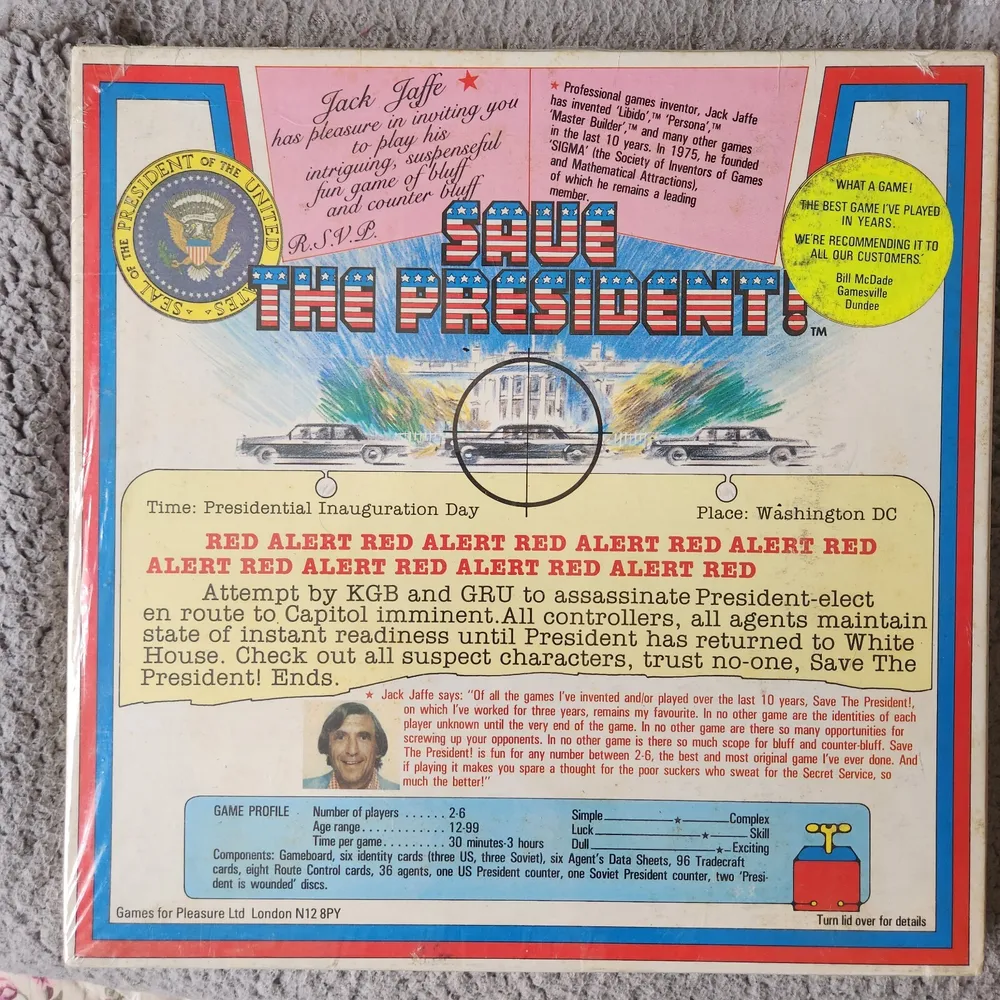 Jack Jaffe ★
has pleasure in inviting you
to play his
intriguing, suspenseful
fun game of bluff
and counter bluff
R.S.V.P.
★ Professional games inventor, Jack Jaffe
has invented 'Libido',™ 'Persona',™
'Master Builder',™ and many other games
in the last 10 years. In 1975, he founded
'SIGMA' (the Society of Inventors of Games
and Mathematical Attractions),
of which he remains a leading
member.
SEAL OF THE PRESIDENT OF THE UNITED STATES
WHAT A GAME!
THE BEST GAME I'VE PLAYED
IN YEARS.
WE'RE RECOMMENDING IT TO
ALL OUR CUSTOMERS.'
Bill McDade
Gamesville
Dundee
SAVE
THE PRESIDENT!™
Time: Presidential Inauguration Day
Place: Washington DC
RED ALERT RED ALERT RED ALERT RED ALERT RED
ALERT RED ALERT RED ALERT RED ALERT RED
Attempt by KGB and GRU to assassinate President-elect
en route to Capitol imminent.All controllers, all agents maintain
state of instant readiness until President has returned to White
House. Check out all suspect characters, trust no-one, Save The
President! Ends.
★ Jack Jaffe says: "Of all the games I've invented and/or played over the last 10 years, Save The President!,
on which I've worked for three years, remains my favourite. In no other game are the identities of each
player unknown until the very end of the game. In no other game are there so many opportunities for
screwing up your opponents. In no other game is there so much scope for bluff and counter-bluff. Save
The President! is fun for any number between 2-6, the best and most original game I've ever done. And
if playing it makes you spare a thought for the poor suckers who sweat for the Secret Service, so
much the better!"
GAME PROFILE
Number of players ...... 2-6
Age range ............ 12-99
Time per game ......... 30 minutes-3 hours
Simple ★ Complex
Luck ★ Skill
Dull ★ Exciting
Components: Gameboard, six identity cards (three US, three Soviet), six Agent's Data Sheets, 96 Tradecraft
cards, eight Route Control cards, 36 agents, one US President counter, one Soviet President counter, two 'Presi-
dent is wounded' discs.
Games for Pleasure Ltd London N12 8PY
Turn lid over for details